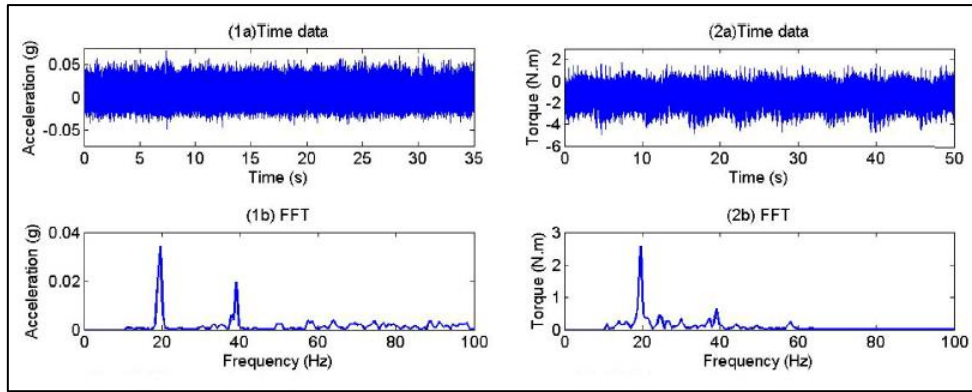 (1a)Time data
Acceleration (g)
0.05
0
-0.05
0 5 10 15 20 25 30 35
Time (s)
(2a)Time data
Torque (N.m)
2
0
-2
-4
-6
0 10 20 30 40 50
Time (s)
(1b) FFT
Acceleration (g)
0.04
0.02
0
0 20 40 60 80 100
Frequency (Hz)
(2b) FFT
Torque (N.m)
3
2
1
0
0 20 40 60 80 100
Frequency (Hz)